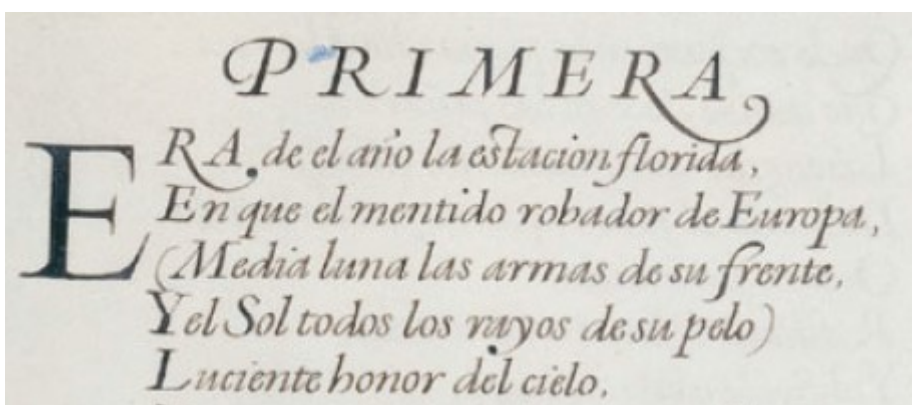 PRIMERA
ERA de el año la estacion florida,
En que el mentido robador de Europa,
(Media luna las armas de su frente,
Y el Sol todos los rayos de su pelo)
Luciente honor del cielo,